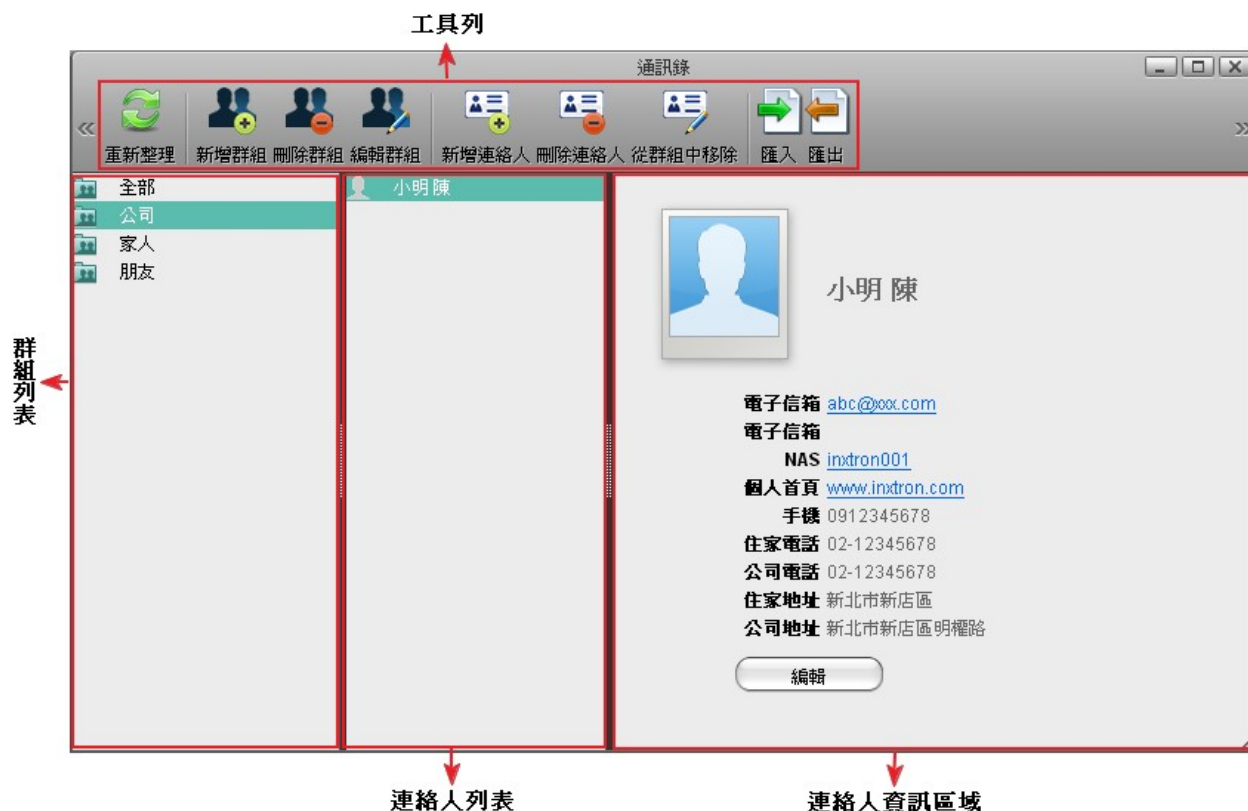 工具列
通訊錄
重新整理 新增群組 刪除群組 編輯群組 新增連絡人 刪除連絡人 從群組中移除 匯入 匯出
全部
公司
家人
朋友
小明 陳
小明 陳
群組列表
電子信箱 abc@xxx.com
電子信箱
NAS inxtron001
個人首頁 www.inxtron.com
手機 0912345678
住家電話 02-12345678
公司電話 02-12345678
住家地址 新北市新店區
公司地址 新北市新店區明權路
編輯
連絡人列表
連絡人資訊區域